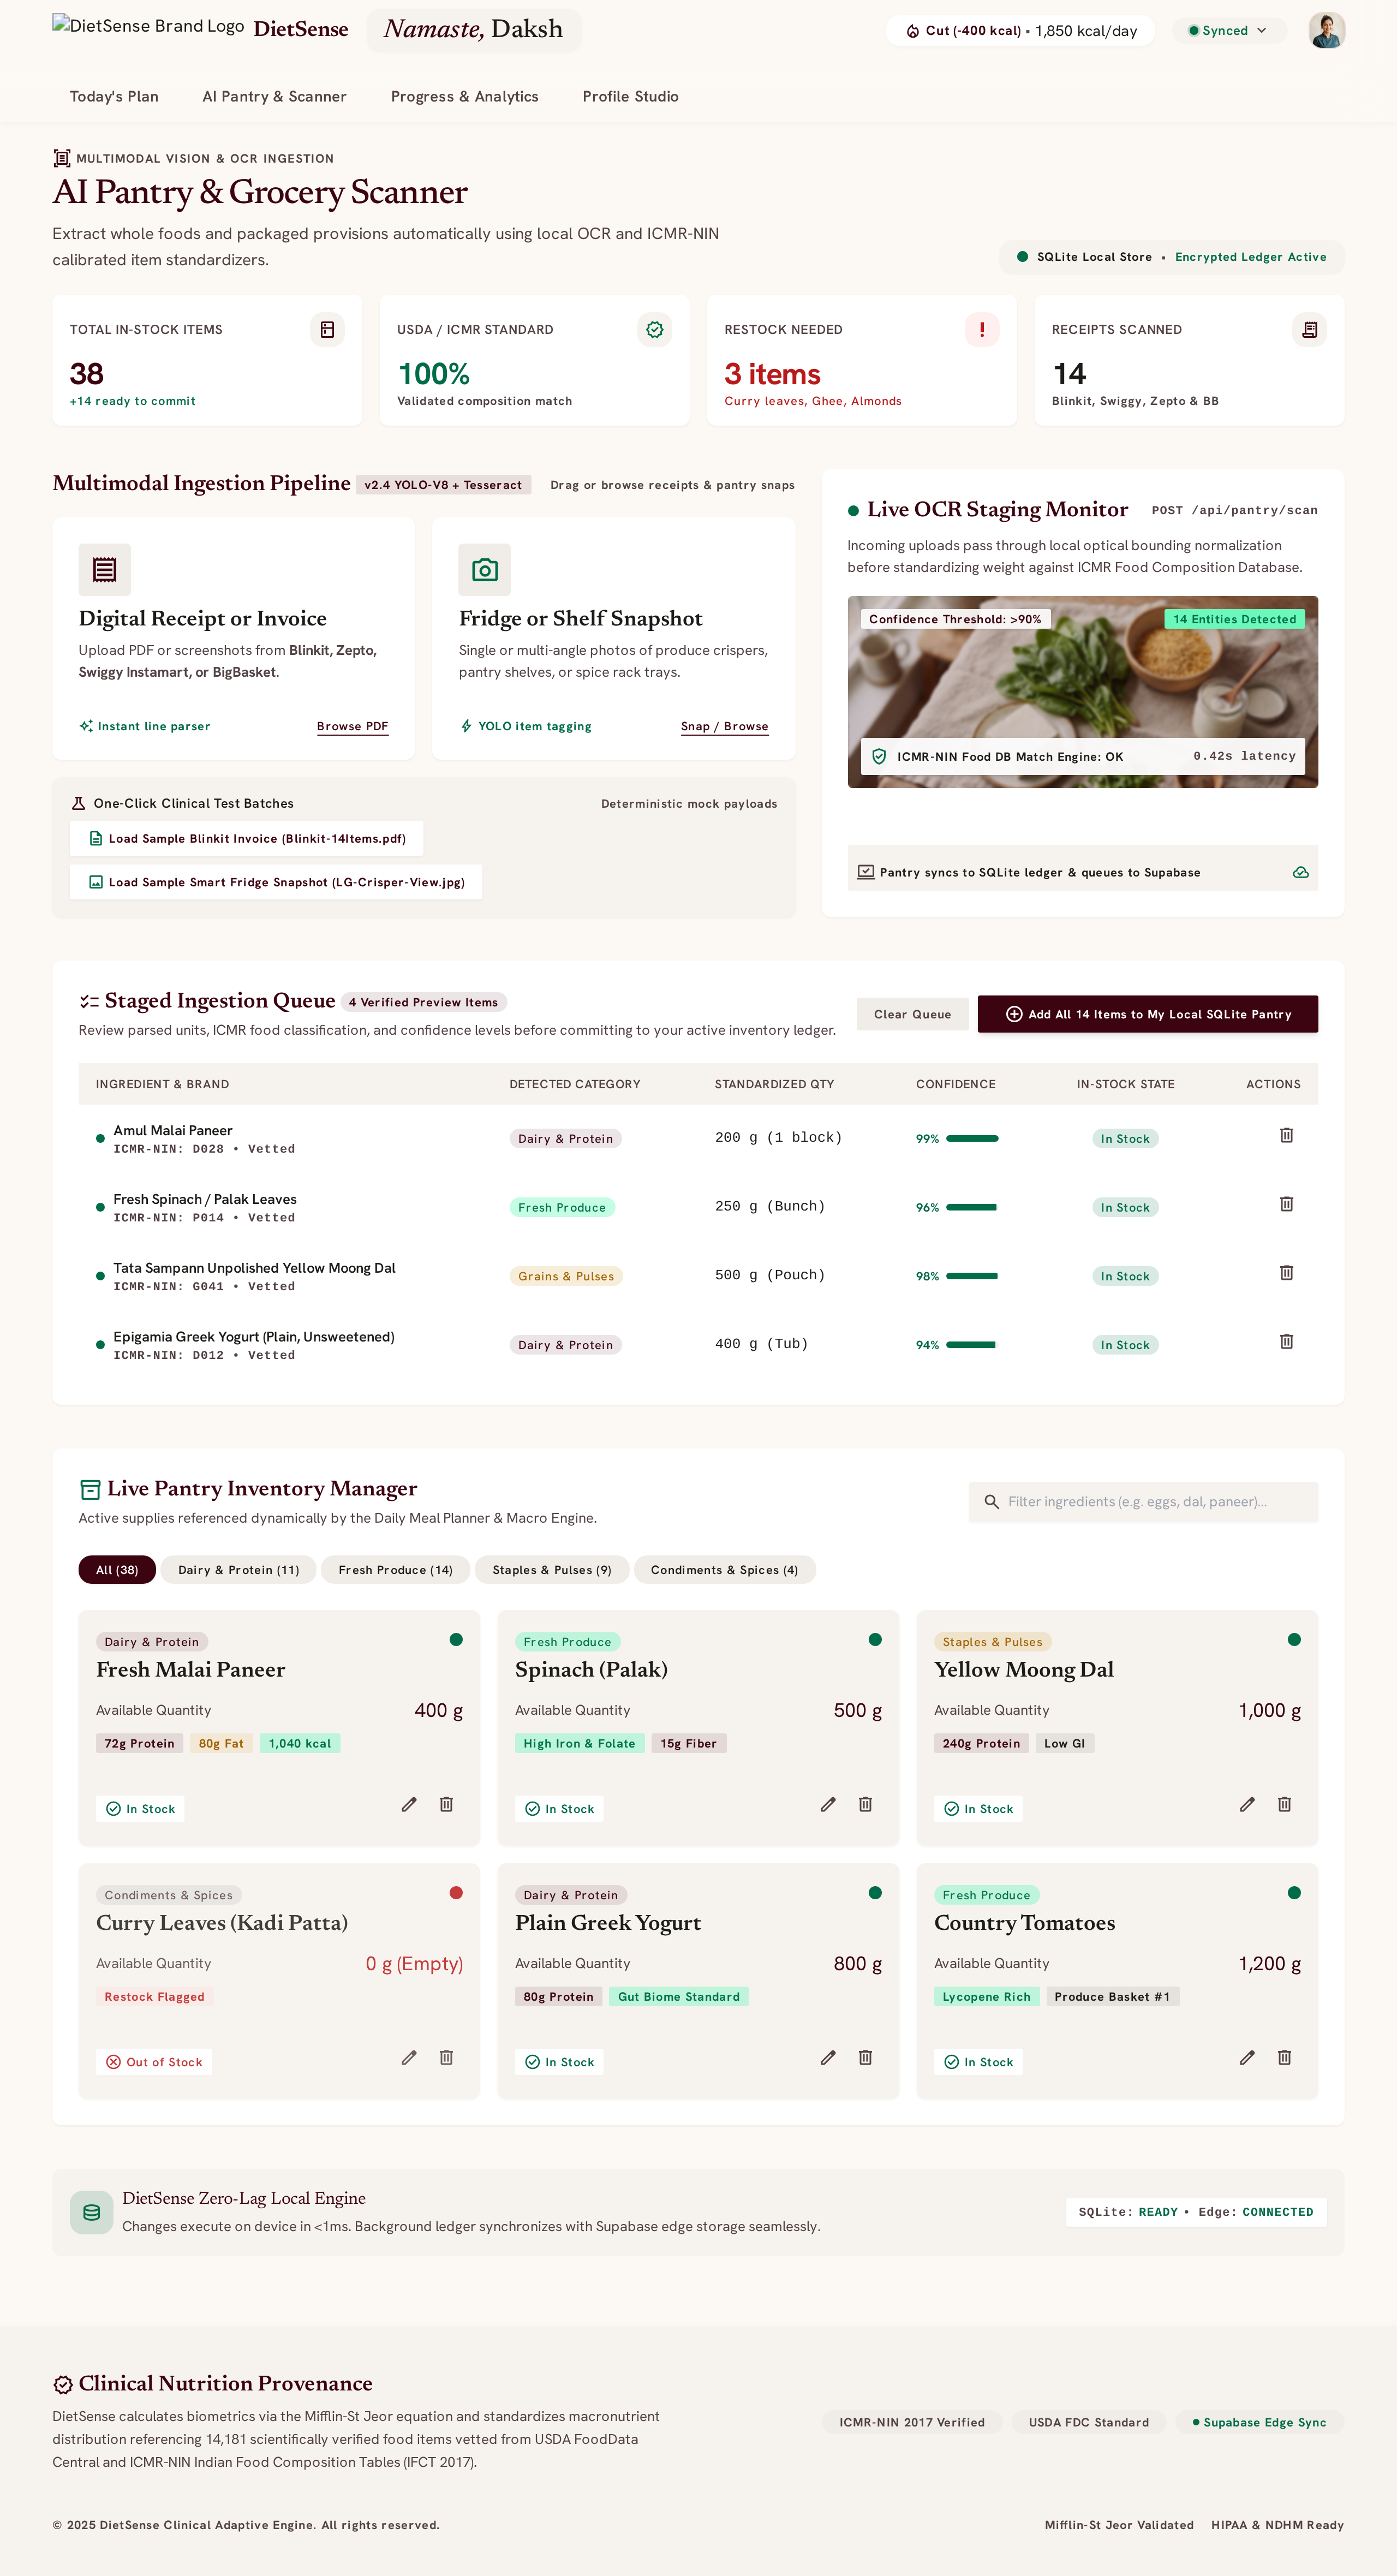 DietSense Brand Logo DietSense Namaste, Daksh Cut (-400 kcal) • 1,850 kcal/day Synced
Today's Plan AI Pantry & Scanner Progress & Analytics Profile Studio
MULTIMODAL VISION & OCR INGESTION
AI Pantry & Grocery Scanner
Extract whole foods and packaged provisions automatically using local OCR and ICMR-NIN
calibrated item standardizers.
SQLite Local Store • Encrypted Ledger Active
TOTAL IN-STOCK ITEMS
38
+14 ready to commit
USDA / ICMR STANDARD
100%
Validated composition match
RESTOCK NEEDED
3 items
Curry leaves, Ghee, Almonds
RECEIPTS SCANNED
14
Blinkit, Swiggy, Zepto & BB
Multimodal Ingestion Pipeline v2.4 YOLO-V8 + Tesseract Drag or browse receipts & pantry snaps
Digital Receipt or Invoice
Upload PDF or screenshots from Blinkit, Zepto,
Swiggy Instamart, or BigBasket.
Instant line parser Browse PDF
Fridge or Shelf Snapshot
Single or multi-angle photos of produce crispers,
pantry shelves, or spice rack trays.
YOLO item tagging Snap / Browse
One-Click Clinical Test Batches Deterministic mock payloads
Load Sample Blinkit Invoice (Blinkit-14Items.pdf)
Load Sample Smart Fridge Snapshot (LG-Crisper-View.jpg)
Live OCR Staging Monitor POST /api/pantry/scan
Incoming uploads pass through local optical bounding normalization
before standardizing weight against ICMR Food Composition Database.
Confidence Threshold: >90% 14 Entities Detected
ICMR-NIN Food DB Match Engine: OK 0.42s latency
Pantry syncs to SQLite ledger & queues to Supabase
Staged Ingestion Queue 4 Verified Preview Items
Review parsed units, ICMR food classification, and confidence levels before committing to your active inventory ledger.
Clear Queue Add All 14 Items to My Local SQLite Pantry
INGREDIENT & BRAND DETECTED CATEGORY STANDARDIZED QTY CONFIDENCE IN-STOCK STATE ACTIONS
Amul Malai Paneer
ICMR-NIN: D028 • Vetted
Dairy & Protein 200 g (1 block) 99% In Stock
Fresh Spinach / Palak Leaves
ICMR-NIN: P014 • Vetted
Fresh Produce 250 g (Bunch) 96% In Stock
Tata Sampann Unpolished Yellow Moong Dal
ICMR-NIN: G041 • Vetted
Grains & Pulses 500 g (Pouch) 98% In Stock
Epigamia Greek Yogurt (Plain, Unsweetened)
ICMR-NIN: D012 • Vetted
Dairy & Protein 400 g (Tub) 94% In Stock
Live Pantry Inventory Manager
Active supplies referenced dynamically by the Daily Meal Planner & Macro Engine.
Filter ingredients (e.g. eggs, dal, paneer)...
All (38) Dairy & Protein (11) Fresh Produce (14) Staples & Pulses (9) Condiments & Spices (4)
Dairy & Protein
Fresh Malai Paneer
Available Quantity 400 g
72g Protein 80g Fat 1,040 kcal
In Stock
Fresh Produce
Spinach (Palak)
Available Quantity 500 g
High Iron & Folate 15g Fiber
In Stock
Staples & Pulses
Yellow Moong Dal
Available Quantity 1,000 g
240g Protein Low GI
In Stock
Condiments & Spices
Curry Leaves (Kadi Patta)
Available Quantity 0 g (Empty)
Restock Flagged
Out of Stock
Dairy & Protein
Plain Greek Yogurt
Available Quantity 800 g
80g Protein Gut Biome Standard
In Stock
Fresh Produce
Country Tomatoes
Available Quantity 1,200 g
Lycopene Rich Produce Basket #1
In Stock
DietSense Zero-Lag Local Engine
Changes execute on device in <1ms. Background ledger synchronizes with Supabase edge storage seamlessly.
SQLite: READY • Edge: CONNECTED
Clinical Nutrition Provenance
DietSense calculates biometrics via the Mifflin-St Jeor equation and standardizes macronutrient
distribution referencing 14,181 scientifically verified food items vetted from USDA FoodData
Central and ICMR-NIN Indian Food Composition Tables (IFCT 2017).
ICMR-NIN 2017 Verified USDA FDC Standard Supabase Edge Sync
© 2025 DietSense Clinical Adaptive Engine. All rights reserved.
Mifflin-St Jeor Validated HIPAA & NDHM Ready